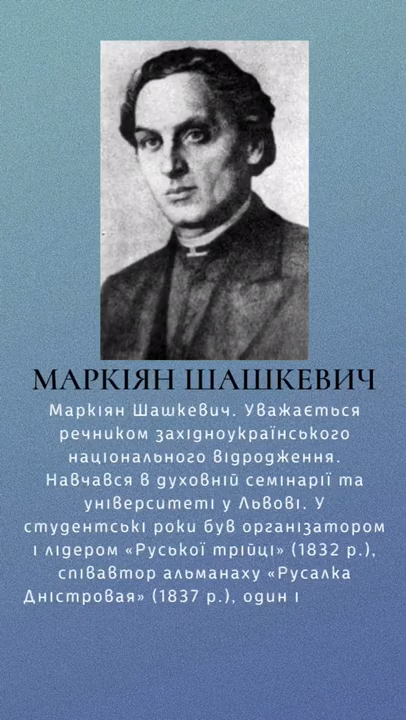 МАРКІЯН ШАШКЕВИЧ
Маркіян Шашкевич. Уважається
речником західноукраїнського
національного відродження.
Навчався в духовній семінарії та
університеті у Львові. У
студентські роки був організатором
і лідером «Руської трійці» (1832 р.),
співавтор альманаху «Русалка
Дністровая» (1837 р.), один і